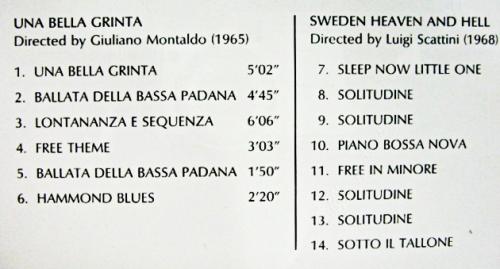 UNA BELLA GRINTA
Directed by Giuliano Montaldo (1965)
1. UNA BELLA GRINTA 5'02"
2. BALLATA DELLA BASSA PADANA 4'45"
3. LONTANANZA E SEQUENZA 6'06"
4. FREE THEME 3'03"
5. BALLATA DELLA BASSA PADANA 1'50"
6. HAMMOND BLUES 2'20"
SWEDEN HEAVEN AND HELL
Directed by Luigi Scattini (1968)
7. SLEEP NOW LITTLE ONE
8. SOLITUDINE
9. SOLITUDINE
10. PIANO BOSSA NOVA
11. FREE IN MINORE
12. SOLITUDINE
13. SOLITUDINE
14. SOTTO IL TALLONE